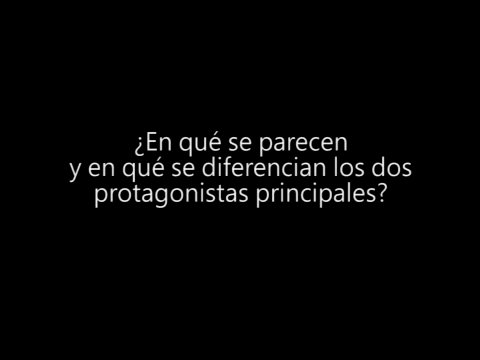 ¿En qué se parecen
y en qué se diferencian los dos
protagonistas principales?